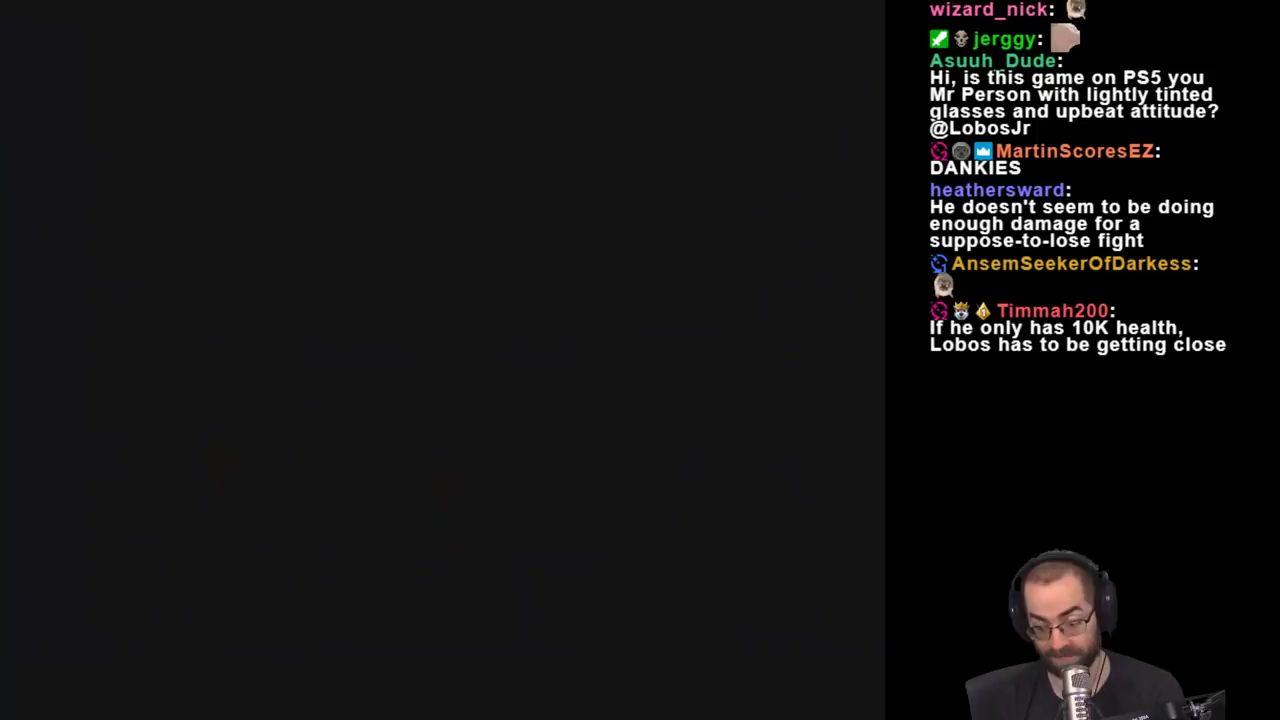 wizard_nick:
jerggy:
Asuuh_Dude:
Hi, is this game on PS5 you
Mr Person with lightly tinted
glasses and upbeat attitude?
@LobosJr
MartinScoresEZ:
DANKIES
heathersward:
He doesn't seem to be doing
enough damage for a
suppose-to-lose fight
AnsemSeekerOfDarkess:
Timmah200:
If he only has 10K health,
Lobos has to be getting close